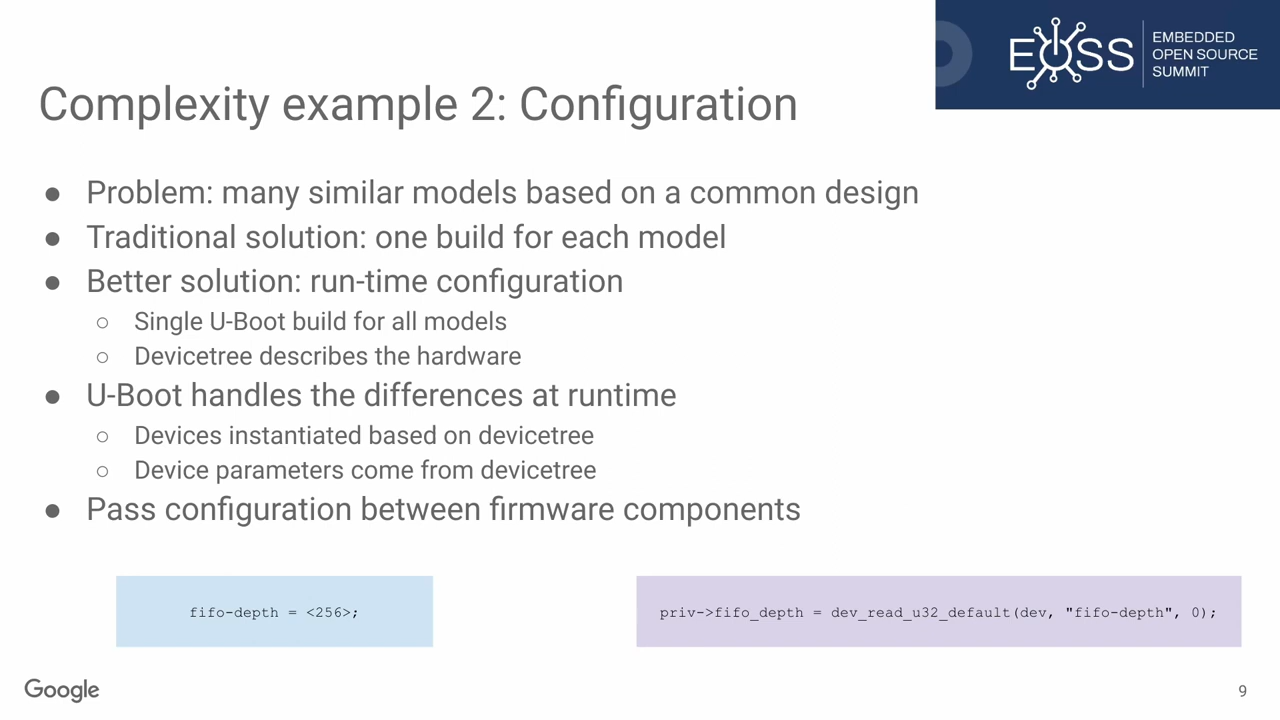 EOSS
EMBEDDED
OPEN SOURCE
SUMMIT
Complexity example 2: Configuration
● Problem: many similar models based on a common design
● Traditional solution: one build for each model
● Better solution: run-time configuration
○ Single U-Boot build for all models
○ Devicetree describes the hardware
● U-Boot handles the differences at runtime
○ Devices instantiated based on devicetree
○ Device parameters come from devicetree
● Pass configuration between firmware components
fifo-depth = <256>;
priv->fifo_depth = dev_read_u32_default(dev, "fifo-depth", 0);
Google
9